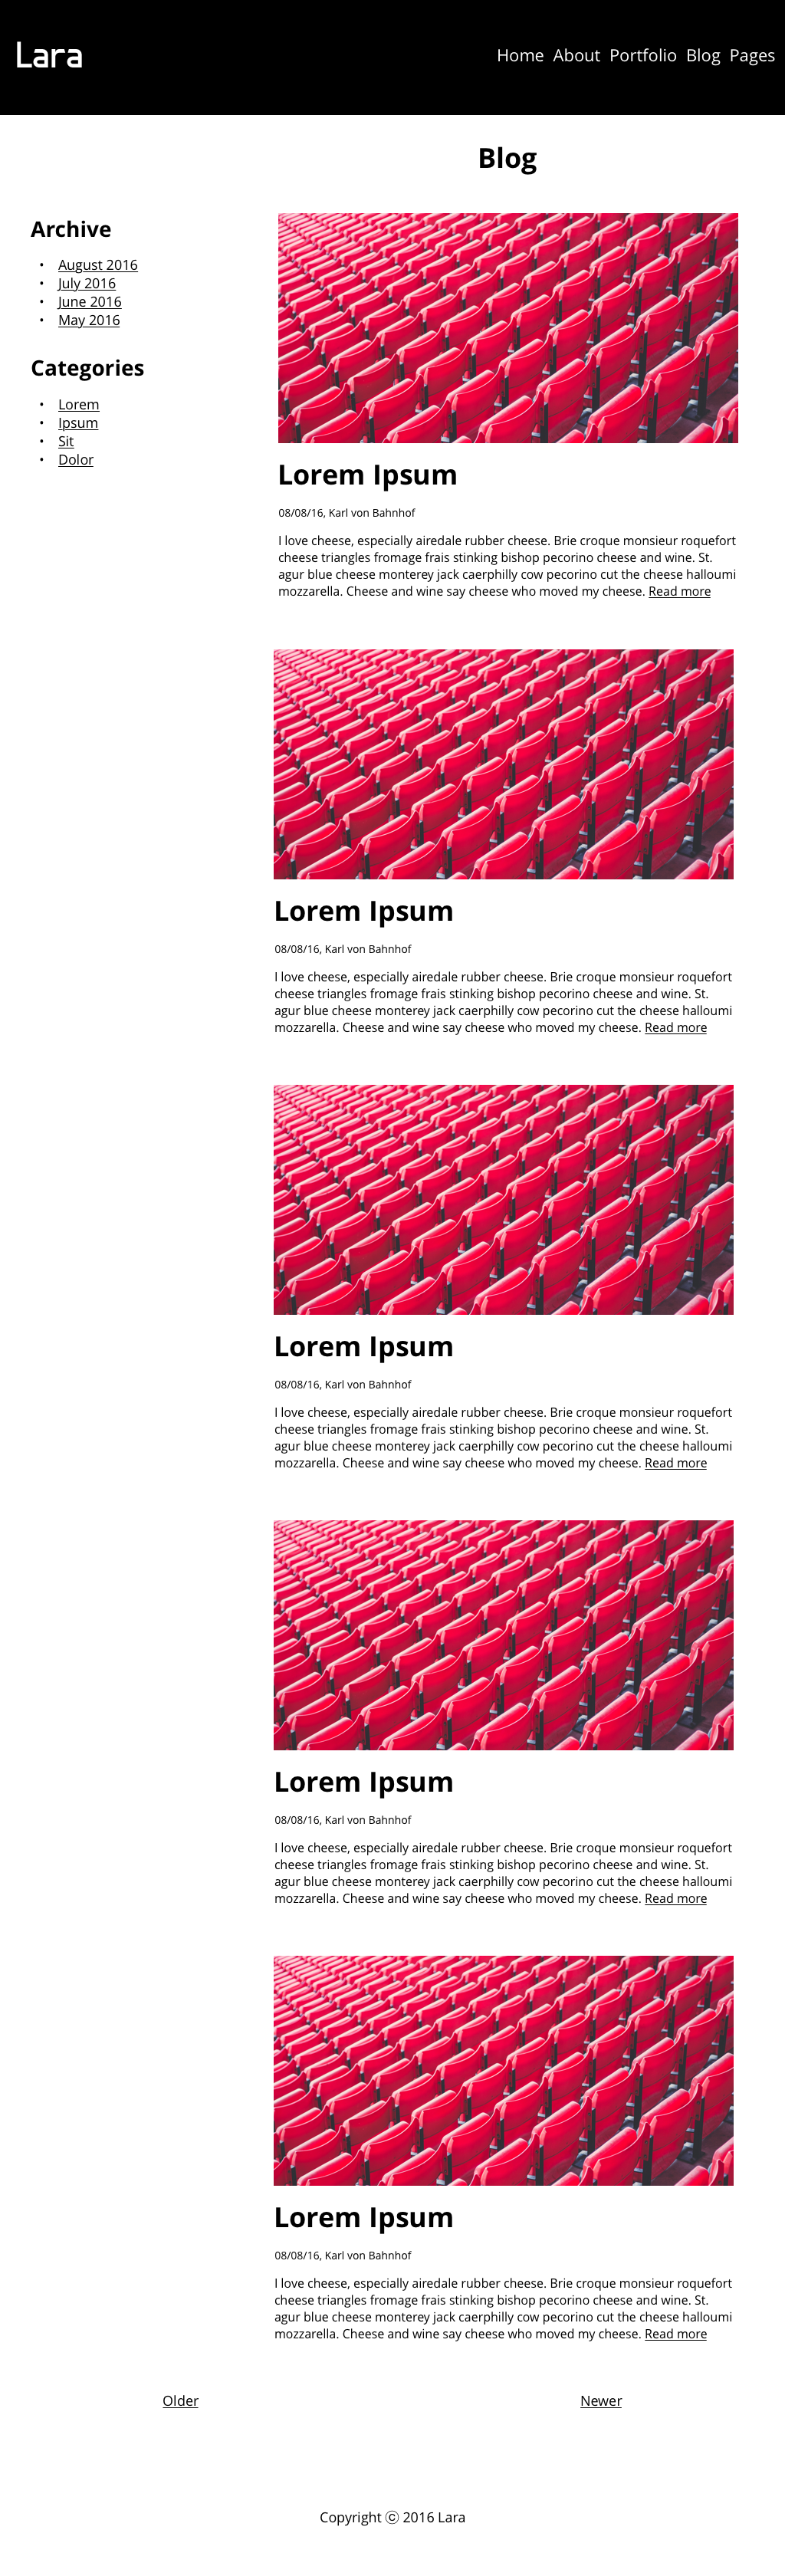 Lara
Home About Portfolio Blog Pages
Blog
Archive
• August 2016
• July 2016
• June 2016
• May 2016
Categories
• Lorem
• Ipsum
• Sit
• Dolor
Lorem Ipsum
08/08/16, Karl von Bahnhof
I love cheese, especially airedale rubber cheese. Brie croque monsieur roquefort
cheese triangles fromage frais stinking bishop pecorino cheese and wine. St.
agur blue cheese monterey jack caerphilly cow pecorino cut the cheese halloumi
mozzarella. Cheese and wine say cheese who moved my cheese. Read more
Lorem Ipsum
08/08/16, Karl von Bahnhof
I love cheese, especially airedale rubber cheese. Brie croque monsieur roquefort
cheese triangles fromage frais stinking bishop pecorino cheese and wine. St.
agur blue cheese monterey jack caerphilly cow pecorino cut the cheese halloumi
mozzarella. Cheese and wine say cheese who moved my cheese. Read more
Lorem Ipsum
08/08/16, Karl von Bahnhof
I love cheese, especially airedale rubber cheese. Brie croque monsieur roquefort
cheese triangles fromage frais stinking bishop pecorino cheese and wine. St.
agur blue cheese monterey jack caerphilly cow pecorino cut the cheese halloumi
mozzarella. Cheese and wine say cheese who moved my cheese. Read more
Lorem Ipsum
08/08/16, Karl von Bahnhof
I love cheese, especially airedale rubber cheese. Brie croque monsieur roquefort
cheese triangles fromage frais stinking bishop pecorino cheese and wine. St.
agur blue cheese monterey jack caerphilly cow pecorino cut the cheese halloumi
mozzarella. Cheese and wine say cheese who moved my cheese. Read more
Lorem Ipsum
08/08/16, Karl von Bahnhof
I love cheese, especially airedale rubber cheese. Brie croque monsieur roquefort
cheese triangles fromage frais stinking bishop pecorino cheese and wine. St.
agur blue cheese monterey jack caerphilly cow pecorino cut the cheese halloumi
mozzarella. Cheese and wine say cheese who moved my cheese. Read more
Older Newer
Copyright ⓒ 2016 Lara